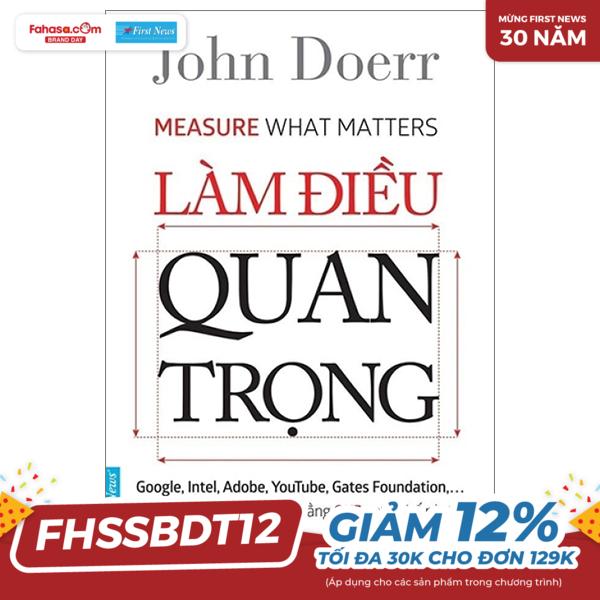 Fahasa.com
BRAND DAY
First News
MỪNG FIRST NEWS
30 NĂM
John Doerr
MEASURE WHAT MATTERS
LÀM ĐIỀU
QUAN
TRỌNG
News
Google, Intel, Adobe, YouTube, Gates Foundation,...
FHSSBDT12
GIẢM 12%
TỐI ĐA 30K CHO ĐƠN 129K
(Áp dụng cho các sản phẩm trong chương trình)